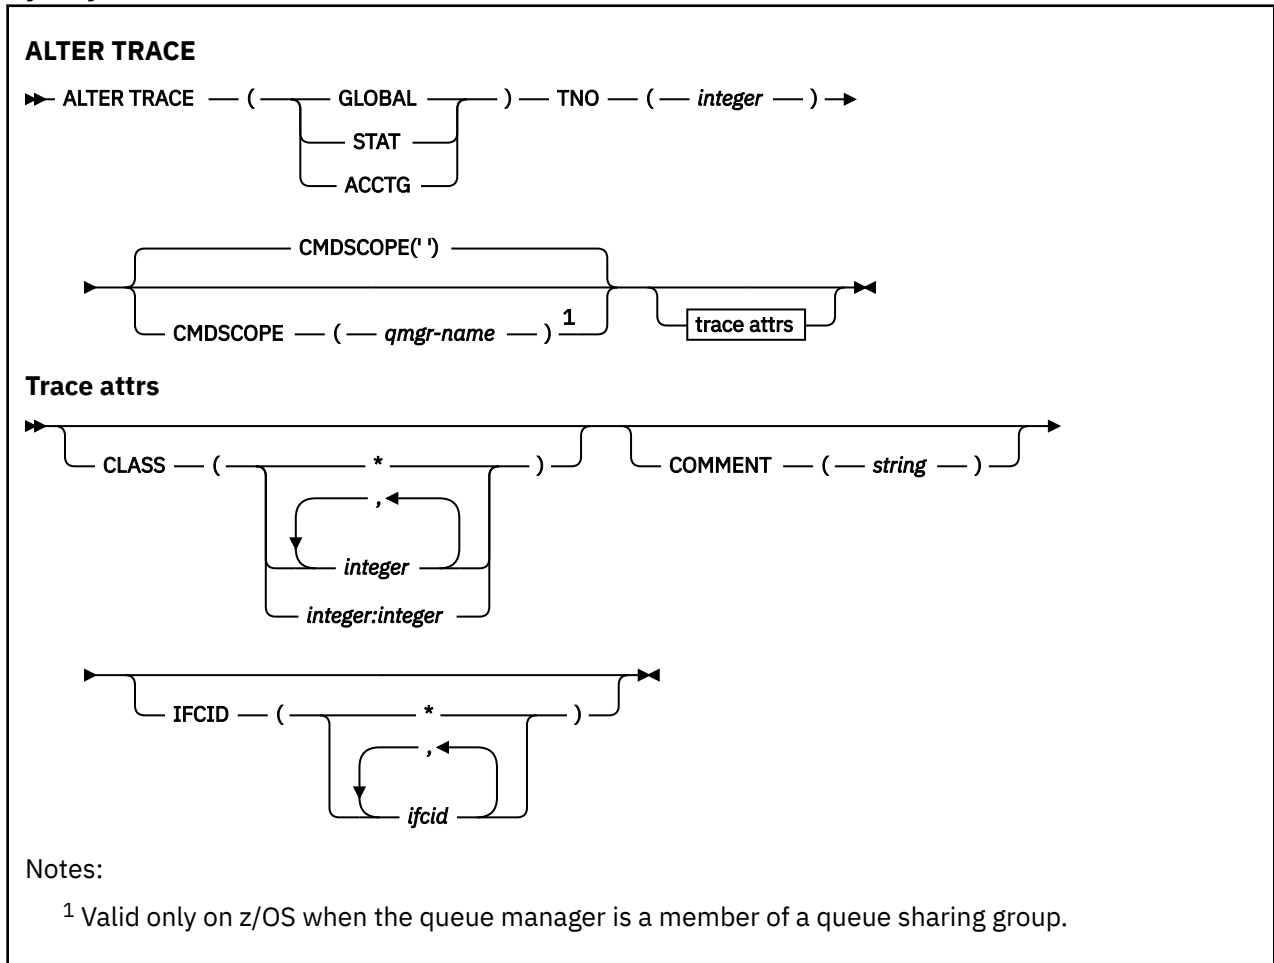 ALTER TRACE
ALTER TRACE ( GLOBAL ) TNO ( integer )
STAT
ACCTG
CMDSCOPE(' ')
CMDSCOPE ( qmgr-name ) 1
trace attrs
Trace attrs
CLASS ( * ) COMMENT ( string )
,
integer
integer:integer
IFCID ( * )
,
ifcid
Notes:
1 Valid only on z/OS when the queue manager is a member of a queue sharing group.